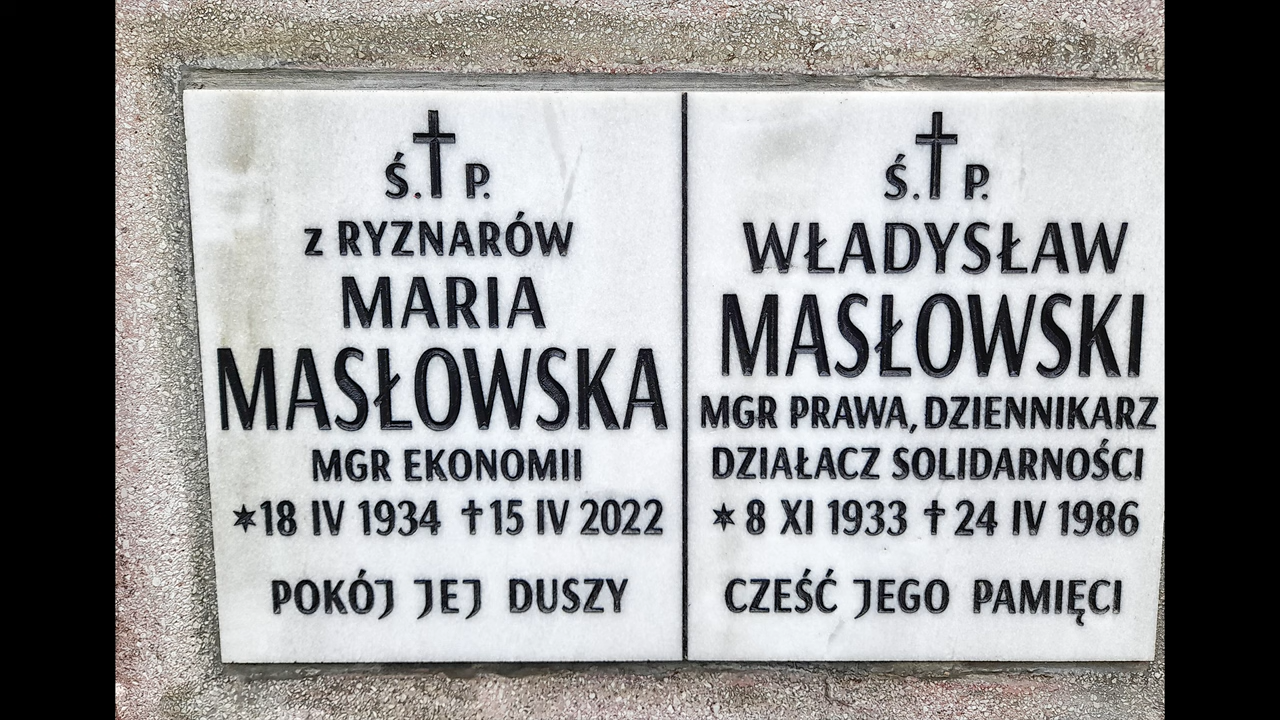 Ś. P.
z RYZNARÓW
MARIA
MASŁOWSKA
MGR EKONOMII
*18 IV 1934 †15 IV 2022
POKÓJ JEJ DUSZY
Ś. P.
WŁADYSŁAW
MASŁOWSKI
MGR PRAWA, DZIENNIKARZ
DZIAŁACZ SOLIDARNOŚCI
* 8 XI 1933 † 24 IV 1986
CZEŚĆ JEGO PAMIĘCI